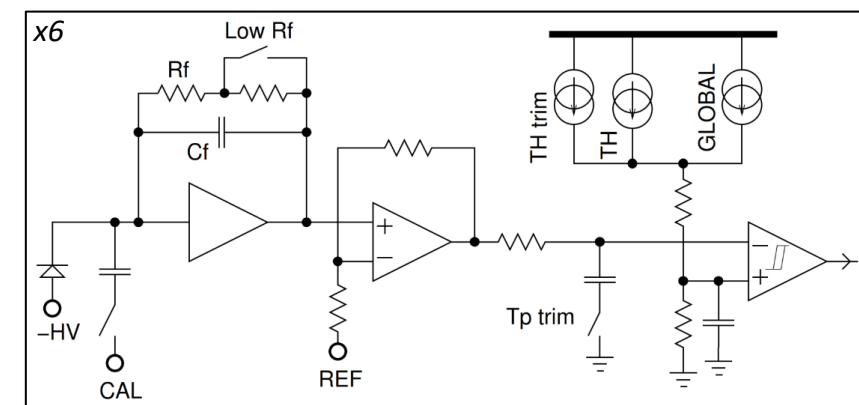 x6
Low Rf
Rf
Cf
TH trim
TH
GLOBAL
+
−
−
+
Tp trim
−HV
CAL
REF